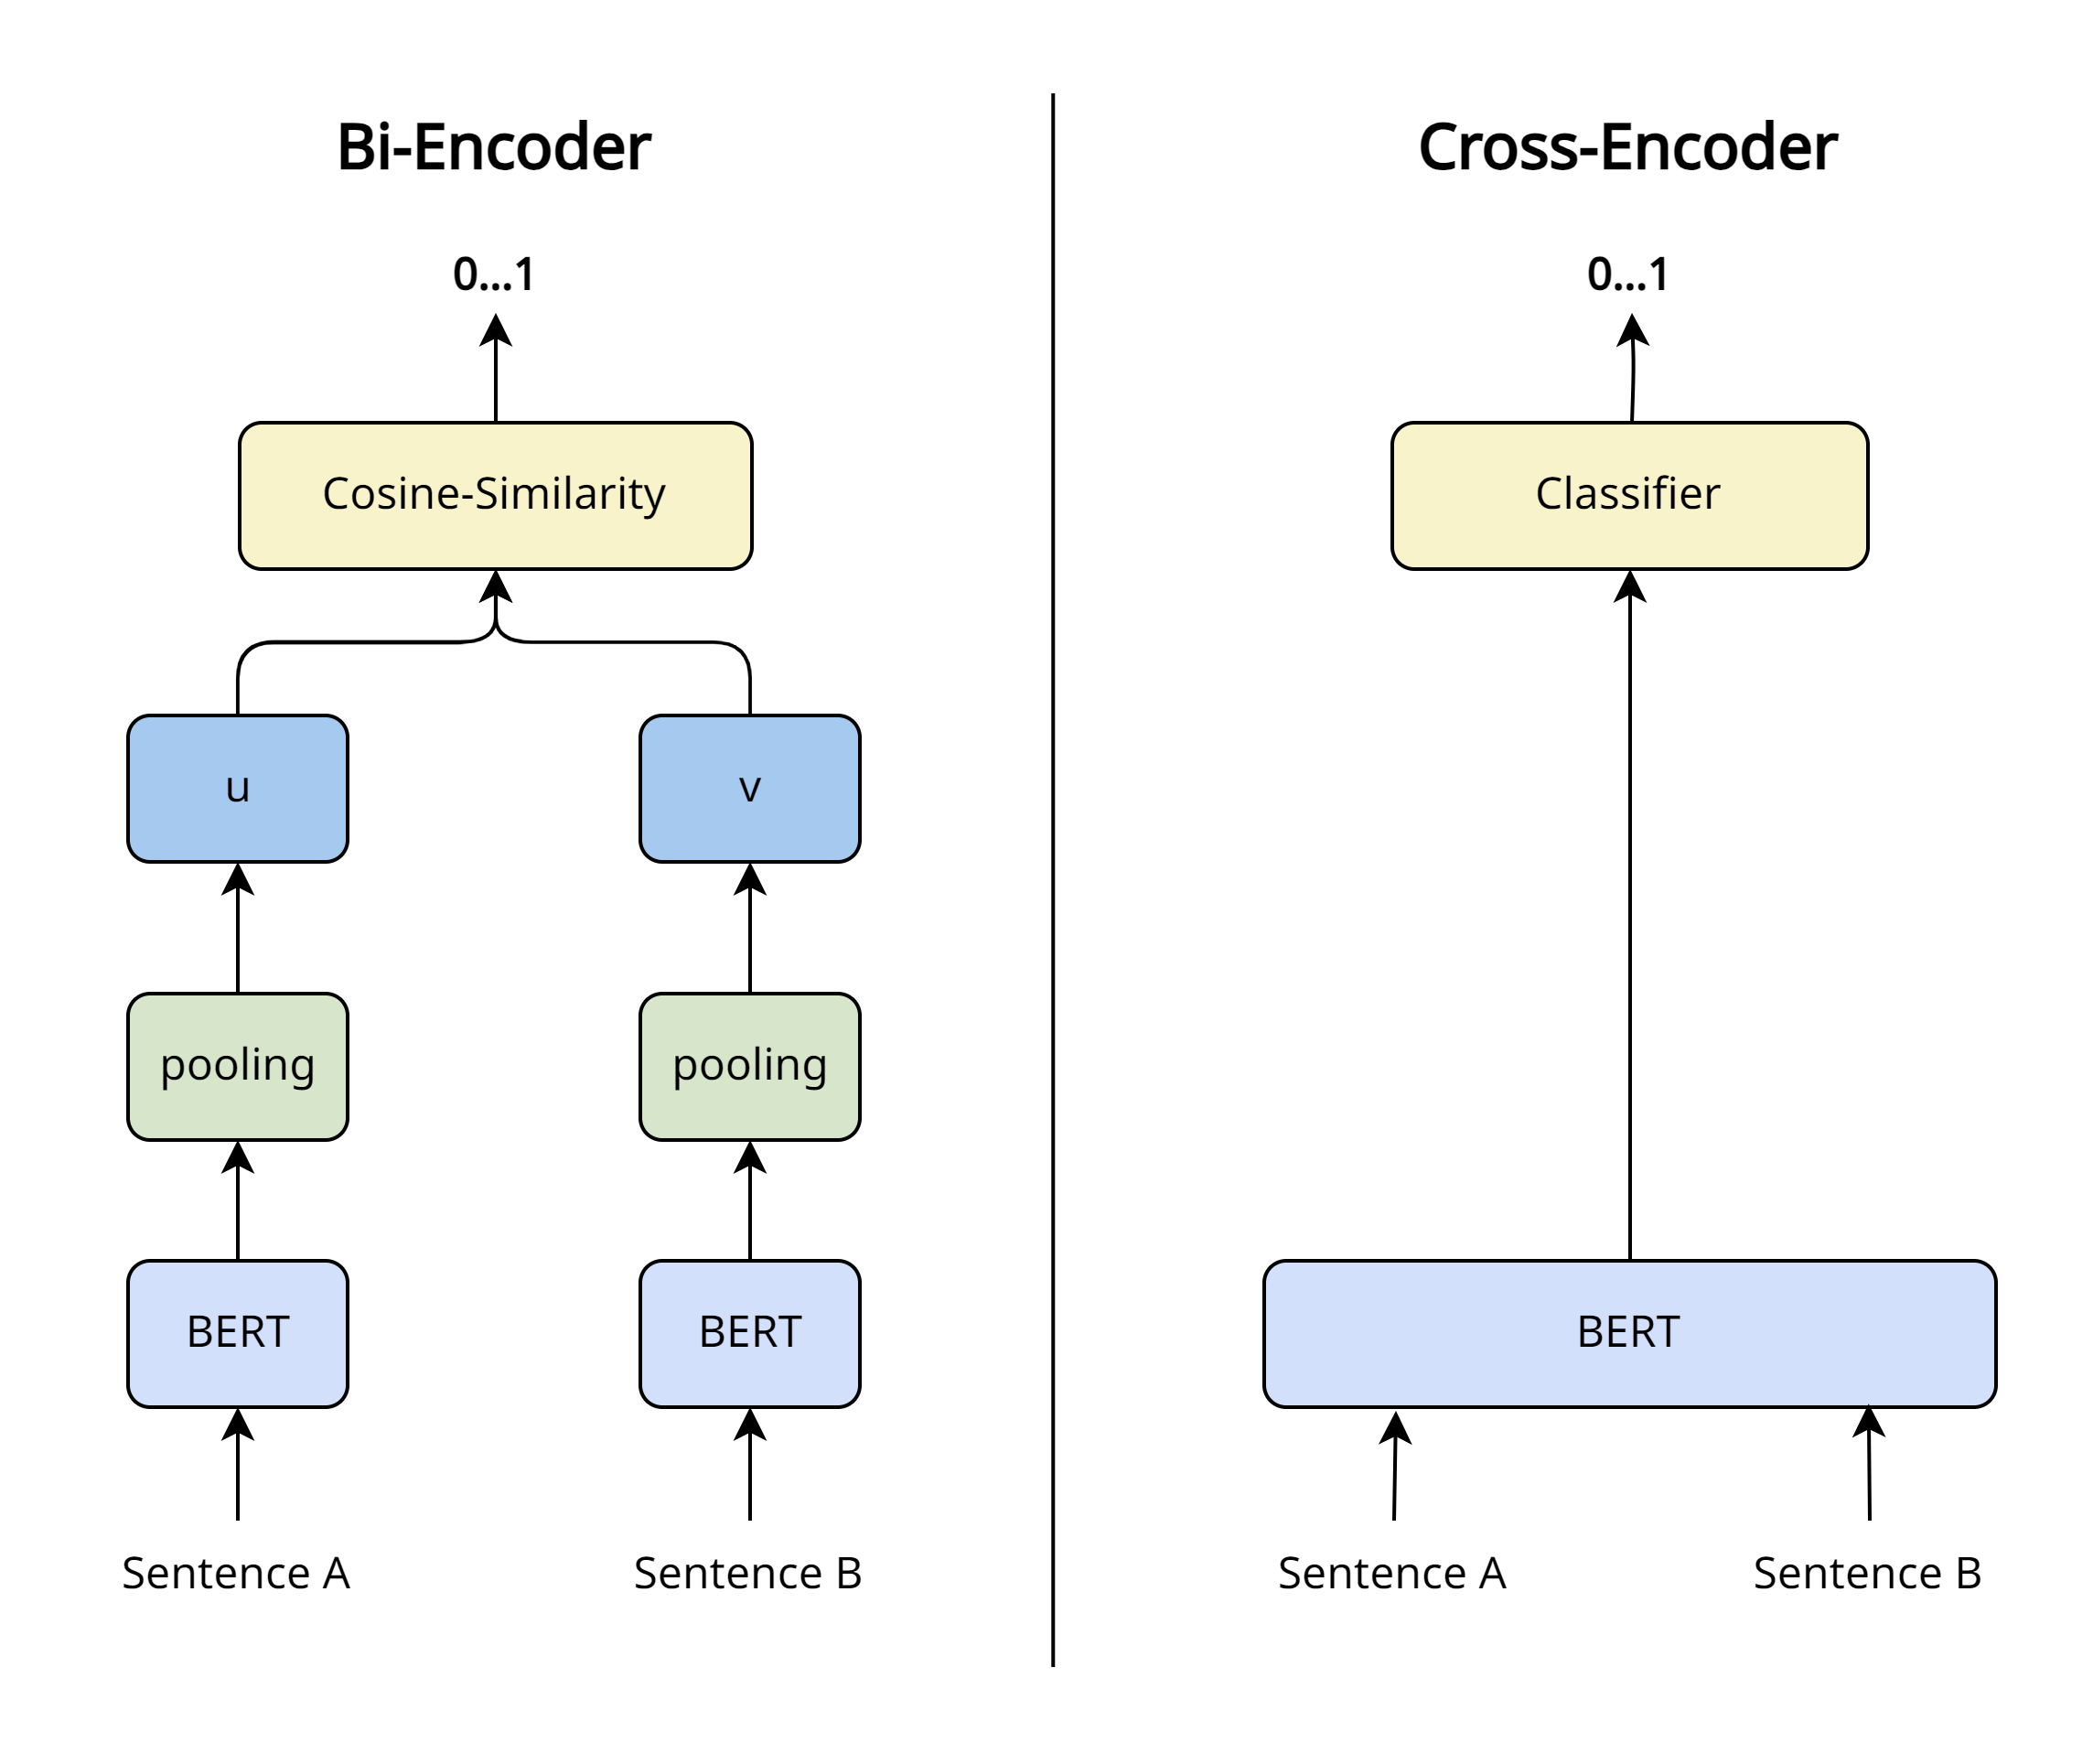 Bi-Encoder
0...1
Cosine-Similarity
u
v
pooling
pooling
BERT
BERT
Sentence A
Sentence B
Cross-Encoder
0...1
Classifier
BERT
Sentence A
Sentence B